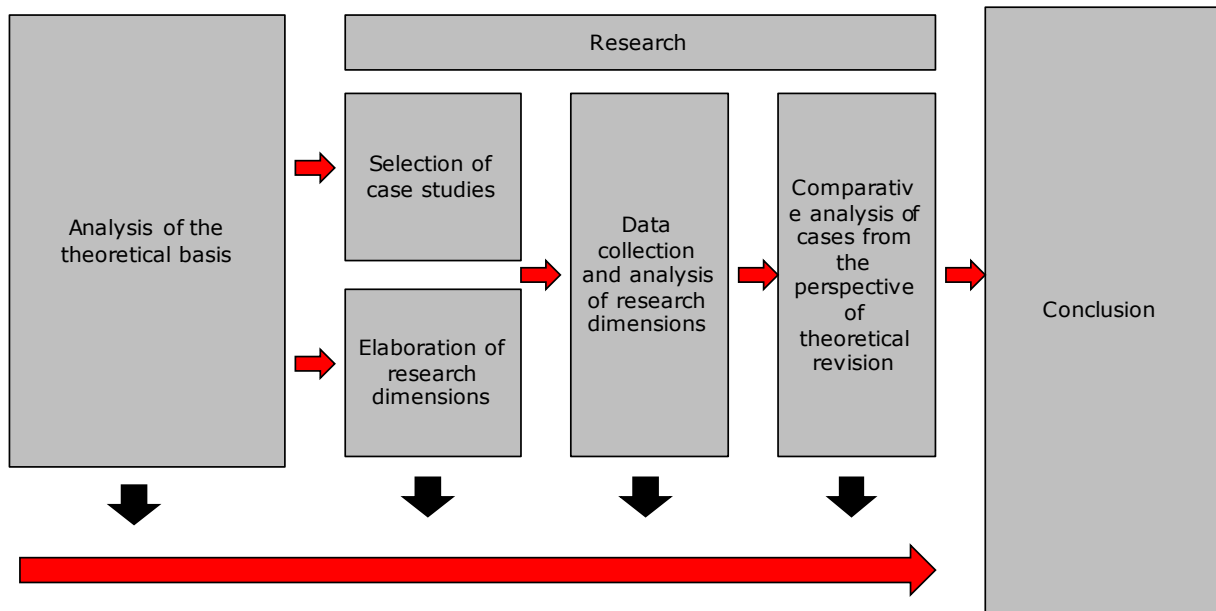 Research
Analysis of the
theoretical basis
Selection of
case studies
Elaboration of
research
dimensions
Data
collection
and analysis
of research
dimensions
Comparativ
e analysis of
cases from
the
perspective
of
theoretical
revision
Conclusion